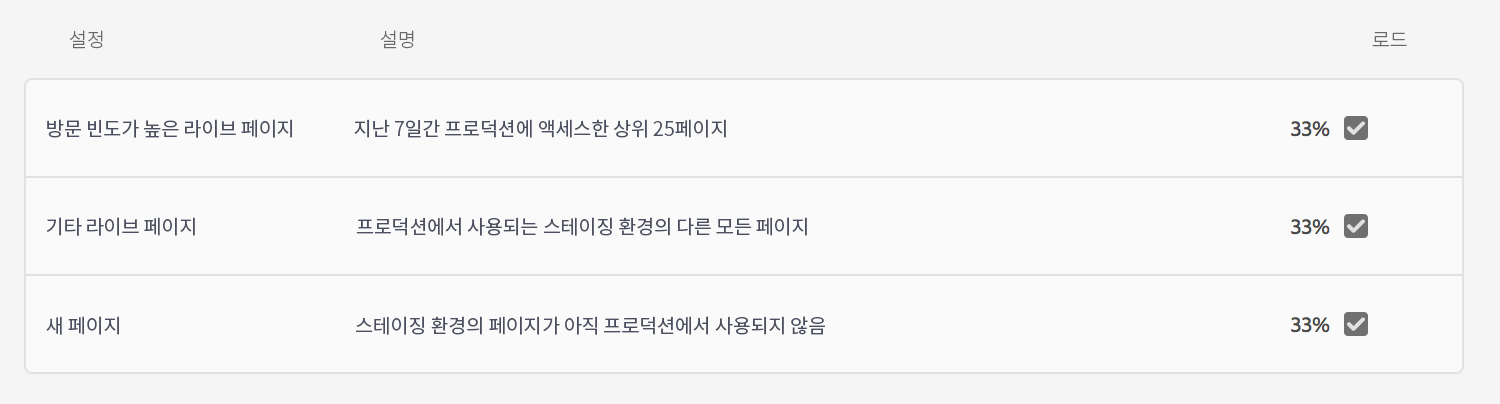 설정 설명 로드
방문 빈도가 높은 라이브 페이지 지난 7일간 프로덕션에 액세스한 상위 25페이지 33%
기타 라이브 페이지 프로덕션에서 사용되는 스테이징 환경의 다른 모든 페이지 33%
새 페이지 스테이징 환경의 페이지가 아직 프로덕션에서 사용되지 않음 33%